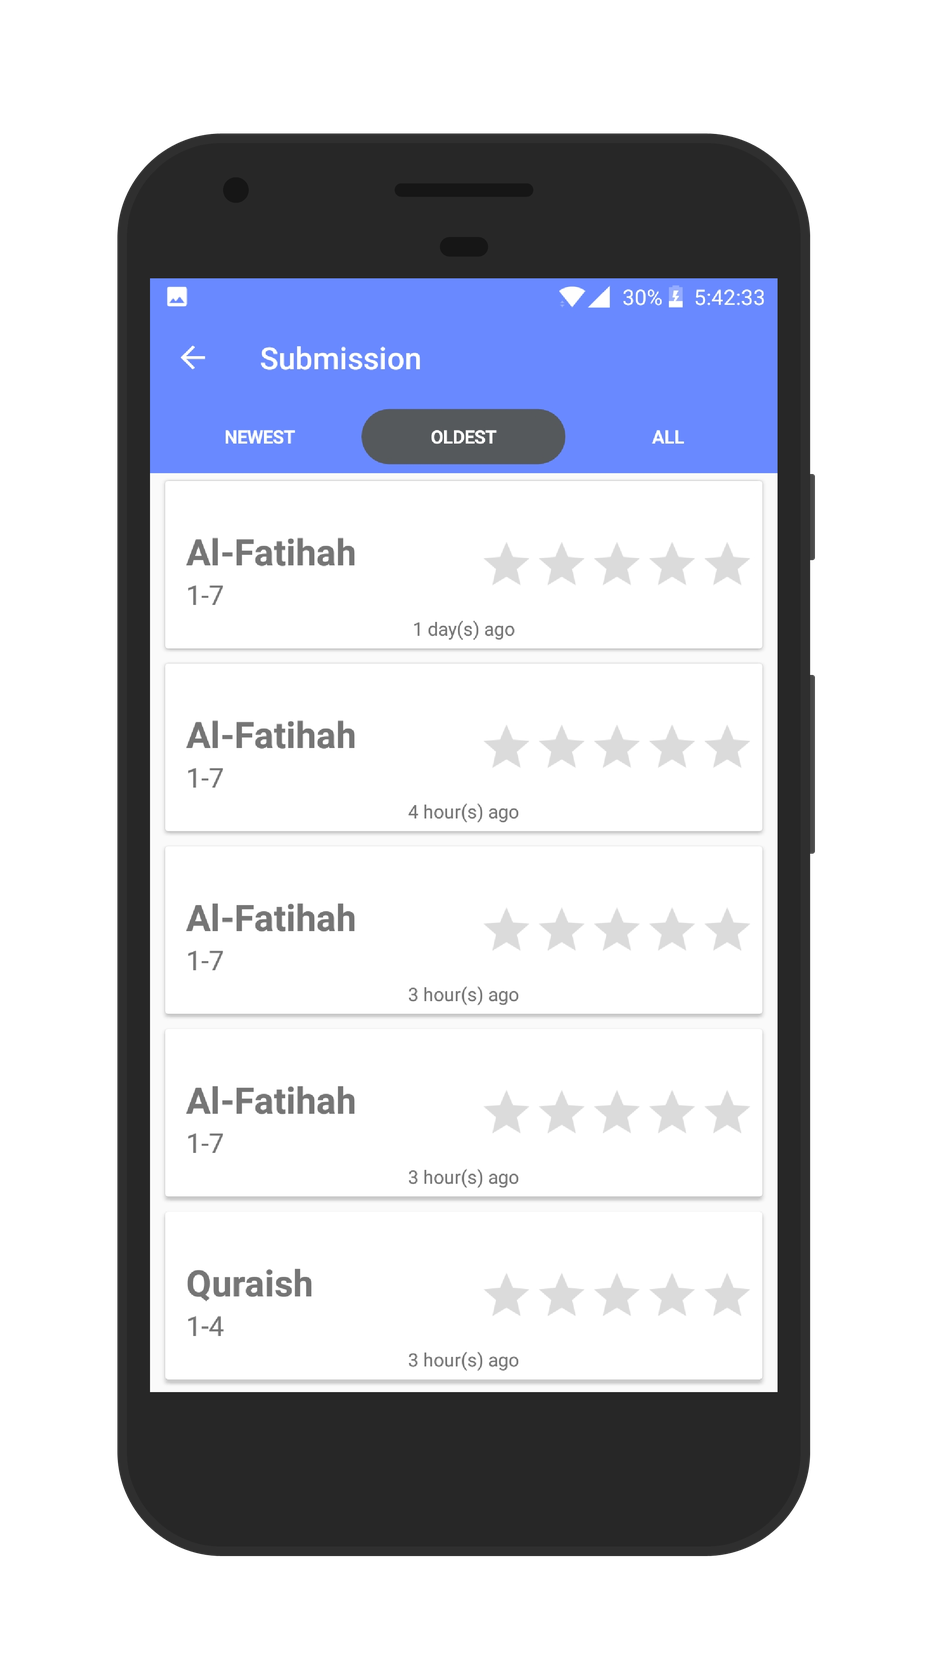 30% 5:42:33
Submission
NEWEST OLDEST ALL
Al-Fatihah
1-7
1 day(s) ago
Al-Fatihah
1-7
4 hour(s) ago
Al-Fatihah
1-7
3 hour(s) ago
Al-Fatihah
1-7
3 hour(s) ago
Quraish
1-4
3 hour(s) ago